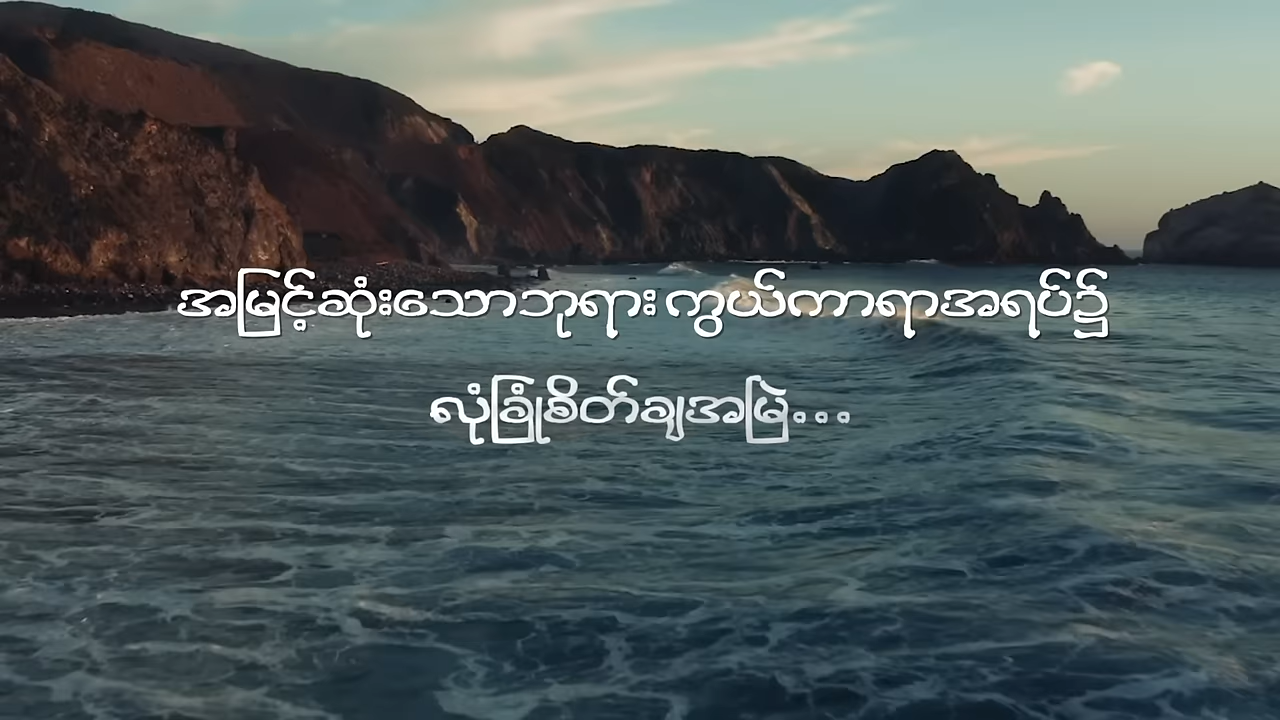 အမြင့်ဆုံးသောဘုရား ကွယ်ကာရာအရပ်၌
လုံခြုံစိတ်ချအမြဲ...